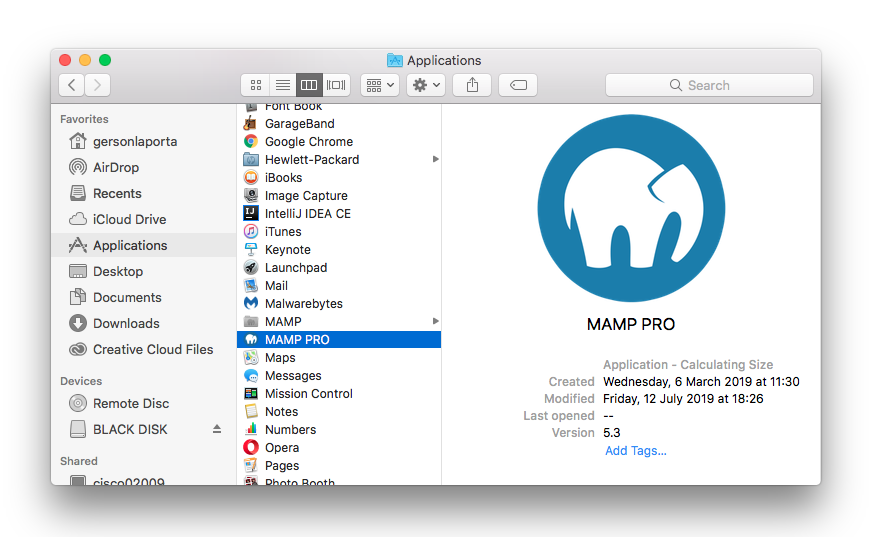 Applications
Search
Favorites
gersonlaporta
AirDrop
Recents
iCloud Drive
Applications
Desktop
Documents
Downloads
Creative Cloud Files
Devices
Remote Disc
BLACK DISK
Shared
cisco02009
Font Book
GarageBand
Google Chrome
Hewlett-Packard
iBooks
Image Capture
IntelliJ IDEA CE
iTunes
Keynote
Launchpad
Mail
Malwarebytes
MAMP
MAMP PRO
Maps
Messages
Mission Control
Notes
Numbers
Opera
Pages
Photo Booth
MAMP PRO
Application - Calculating Size
Created Wednesday, 6 March 2019 at 11:30
Modified Friday, 12 July 2019 at 18:26
Last opened --
Version 5.3
Add Tags...